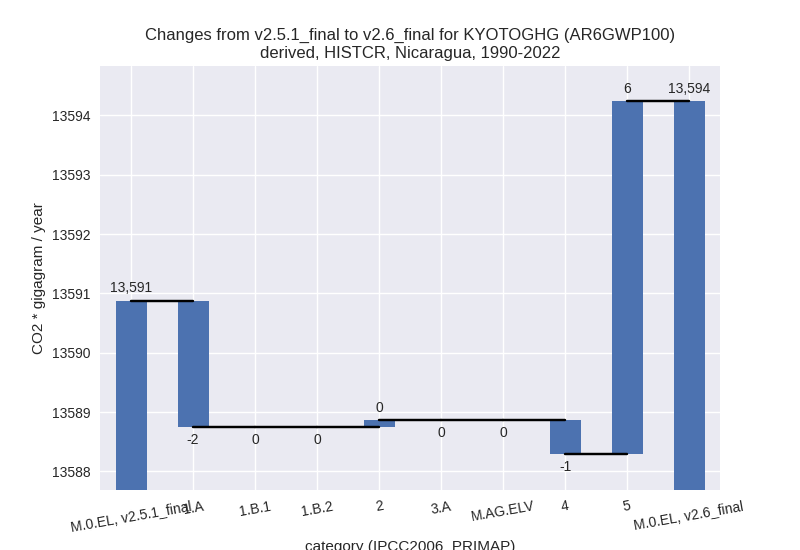 Changes from v2.5.1_final to v2.6_final for KYOTOGHG (AR6GWP100)
derived, HISTCR, Nicaragua, 1990-2022
6
13,594
13594
13593
13592
13,591
13591
13590
13589
13588
CO2 * gigagram / year
0
-2
0
0
0
0
-1
M.0.EL, v2.5.1_final
1.A
1.B.1
1.B.2
2
3.A
M.AG.ELV
4
5
M.0.EL, v2.6_final
category (IPCC2006_PRIMAP)